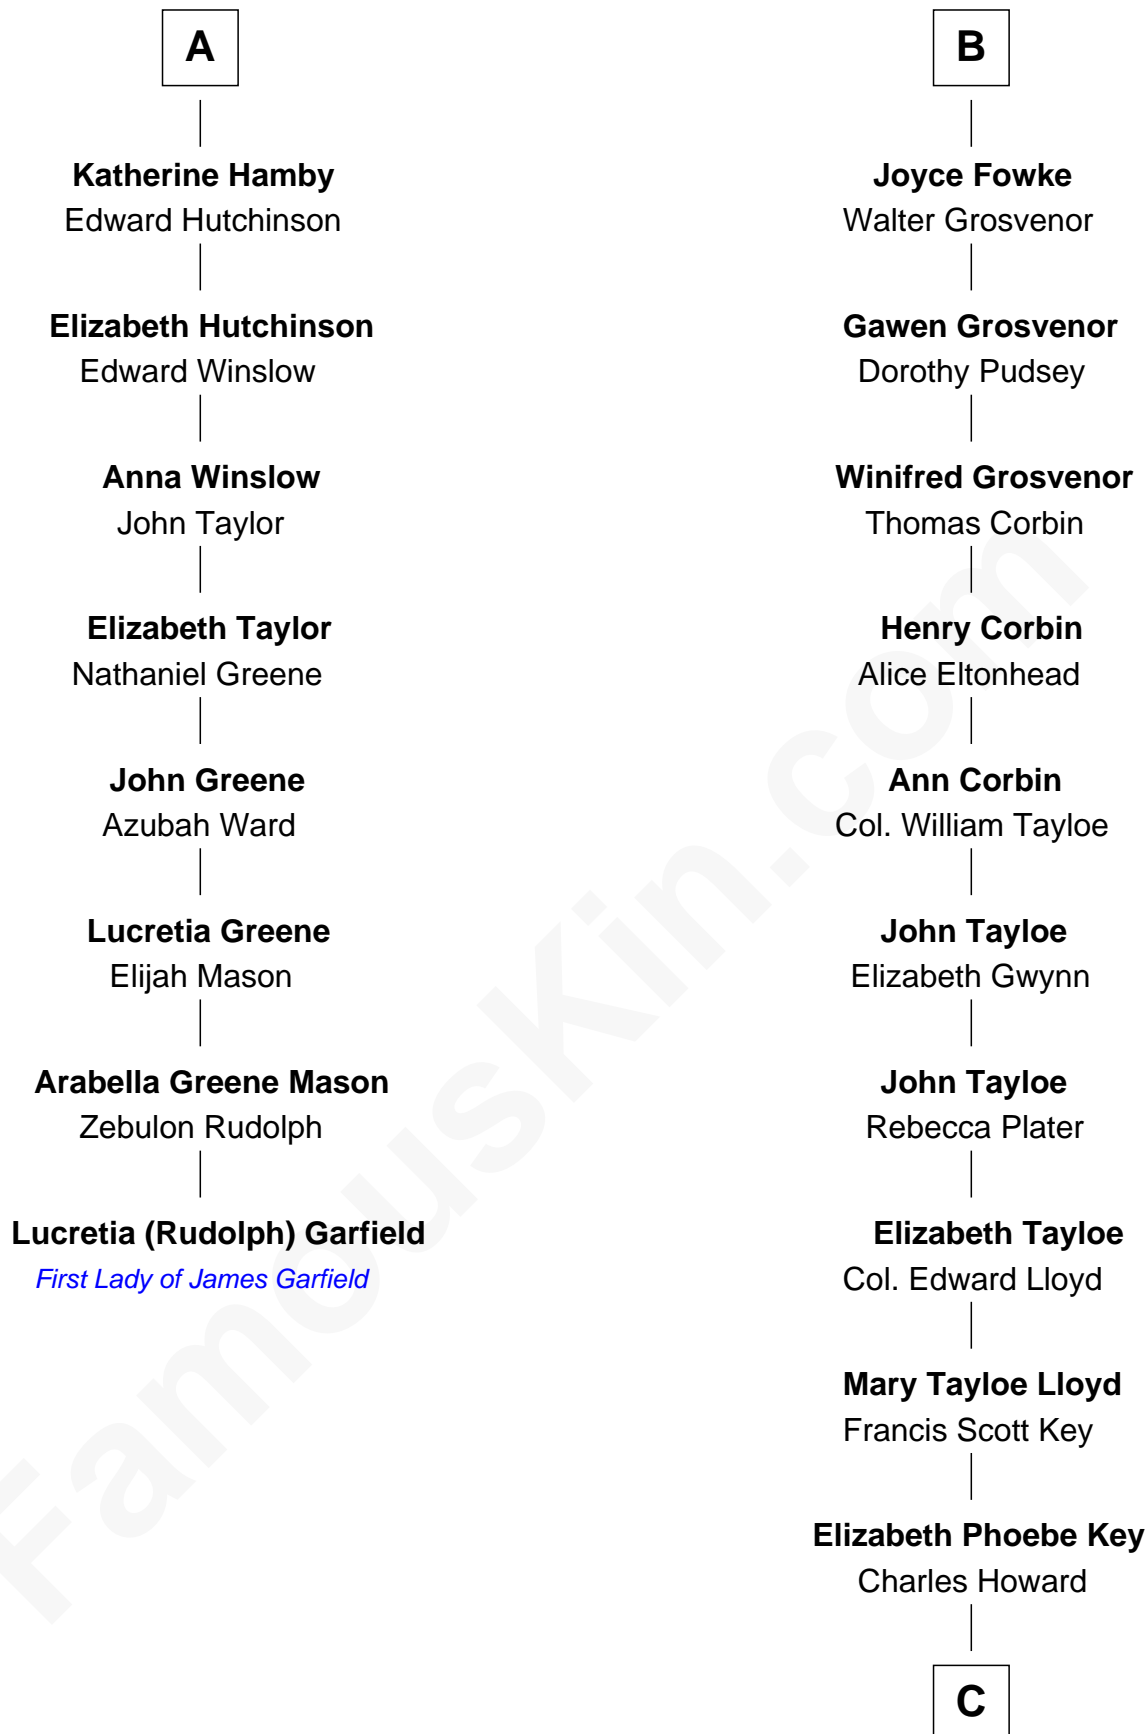 A
Katherine Hamby
Edward Hutchinson
Elizabeth Hutchinson
Edward Winslow
Anna Winslow
John Taylor
Elizabeth Taylor
Nathaniel Greene
John Greene
Azubah Ward
Lucretia Greene
Elijah Mason
Arabella Greene Mason
Zebulon Rudolph
Lucretia (Rudolph) Garfield
First Lady of James Garfield
B
Joyce Fowke
Walter Grosvenor
Gawen Grosvenor
Dorothy Pudsey
Winifred Grosvenor
Thomas Corbin
Henry Corbin
Alice Eltonhead
Ann Corbin
Col. William Tayloe
John Tayloe
Elizabeth Gwynn
John Tayloe
Rebecca Plater
Elizabeth Tayloe
Col. Edward Lloyd
Mary Tayloe Lloyd
Francis Scott Key
Elizabeth Phoebe Key
Charles Howard
C
FamousKin.com